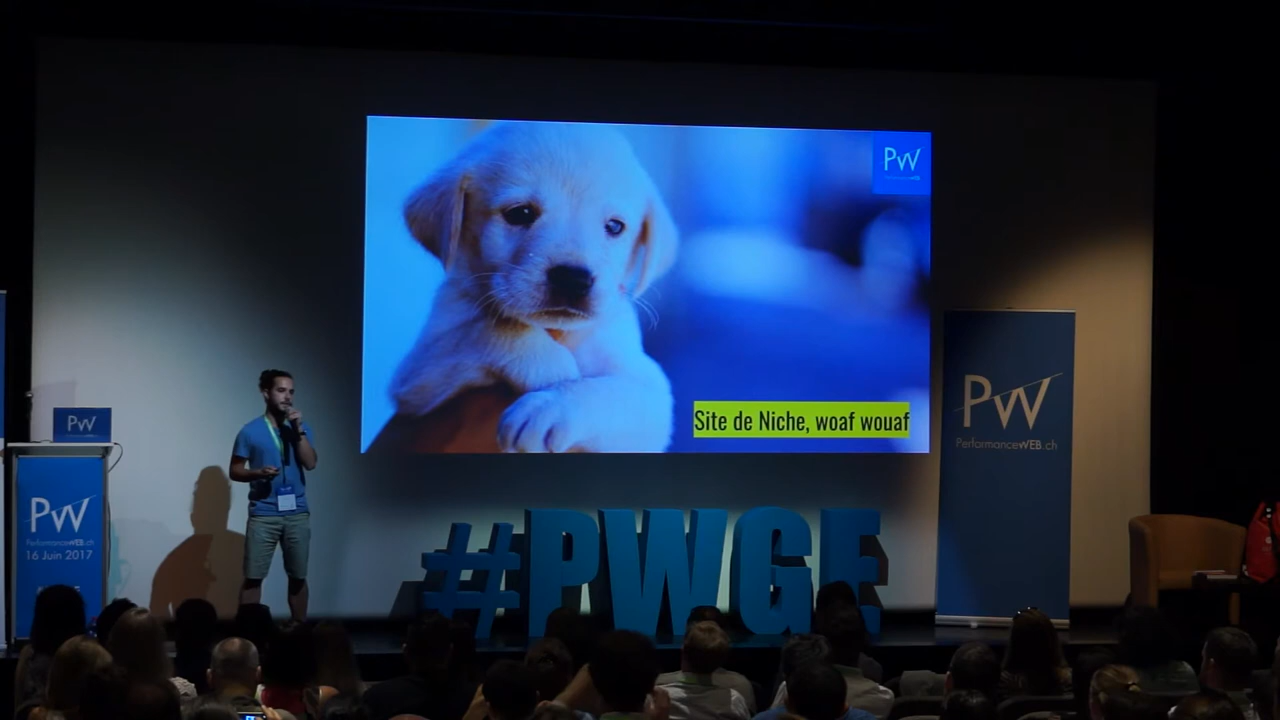 PW
Site de Niche, woaf wouaf
PW
PerformanceWEB.ch
PW
PW
PerformanceWEB.ch
16 Juin 2017
#PWGE